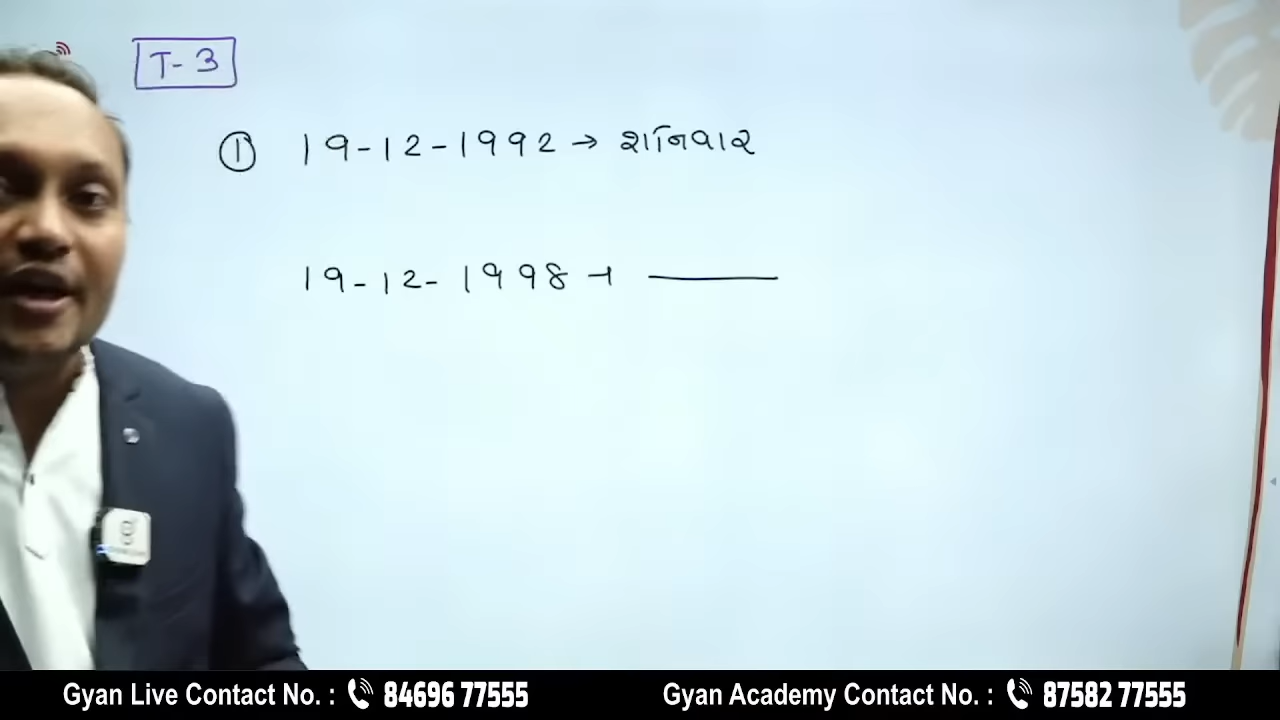 T-3
① 19-12-1992 → શનિવાર
19-12-1998 → ______
Gyan Live Contact No. : 84696 77555
Gyan Academy Contact No. : 87582 77555